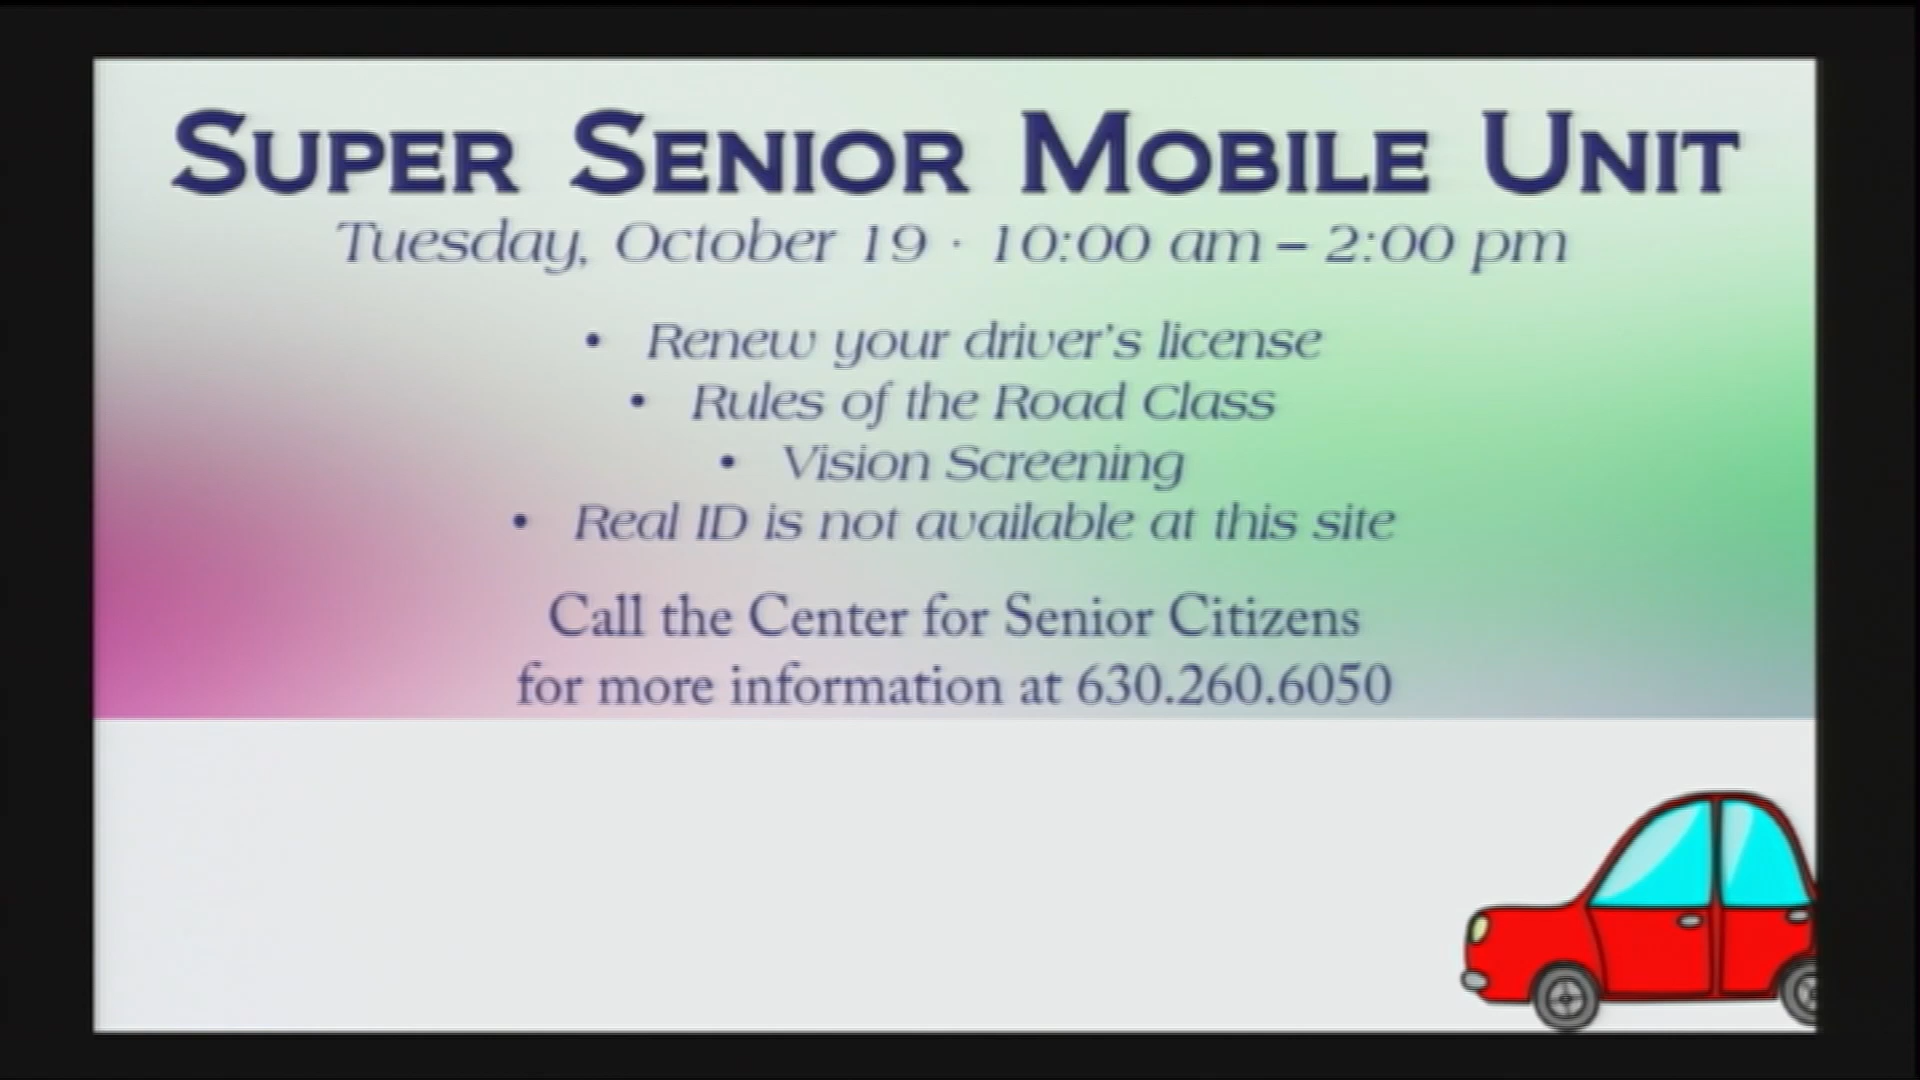 Super Senior Mobile Unit
Tuesday, October 19 · 10:00 am – 2:00 pm
• Renew your driver's license
• Rules of the Road Class
• Vision Screening
• Real ID is not available at this site
Call the Center for Senior Citizens
for more information at 630.260.6050